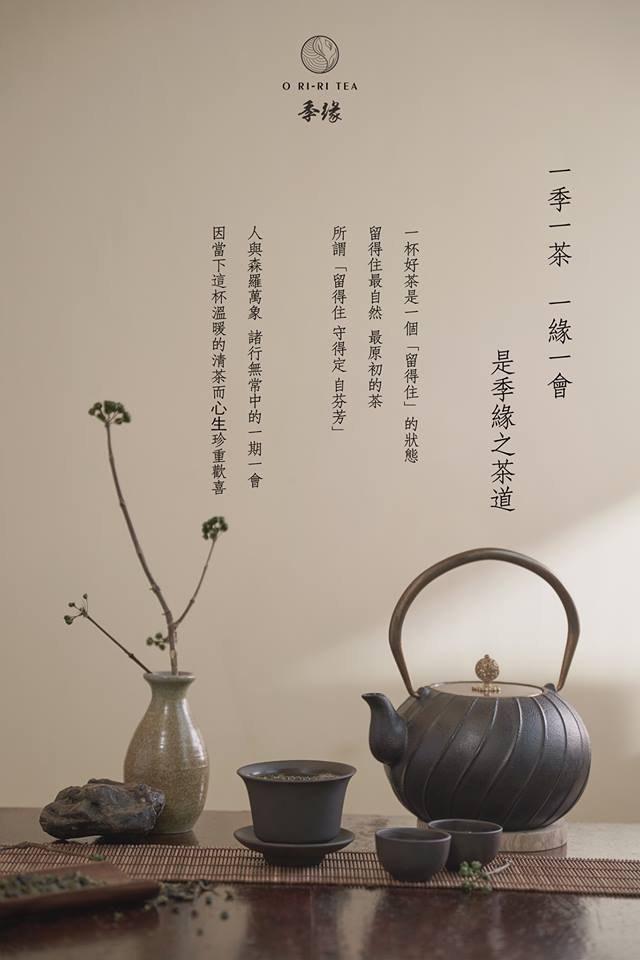 O RI-RI TEA
季緣
一季一茶 一緣一會
是季緣之茶道
一杯好茶是一個「留得住」的狀態
留得住最自然 最原初的茶
所謂「留得住 守得定 自芬芳」
人與森羅萬象 諸行無常中的一期一會
因當下這杯溫暖的清茶而心生珍重歡喜